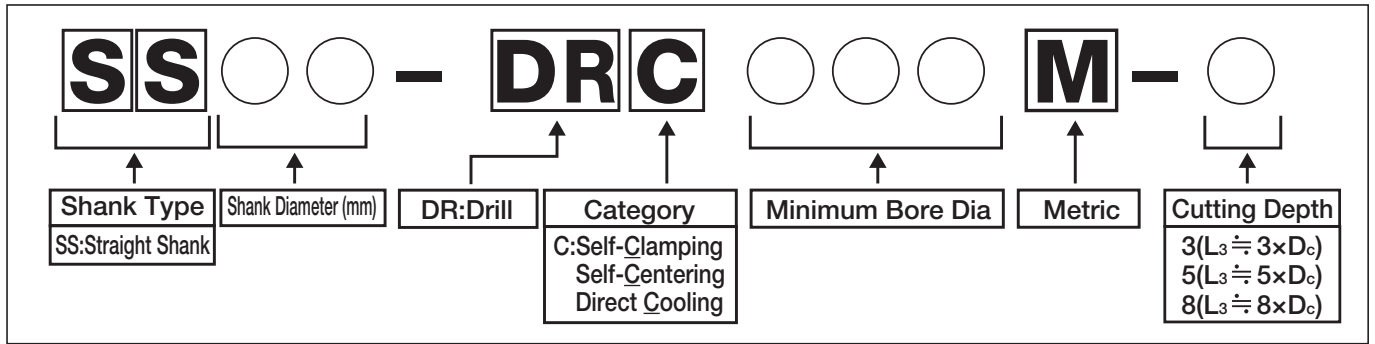 SS○○-DRC○○○M-○
Shank Type
SS:Straight Shank
Shank Diameter (mm)
DR:Drill
Category
C:Self-Clamping
Self-Centering
Direct Cooling
Minimum Bore Dia
Metric
Cutting Depth
3(L₃≒3×Dc)
5(L₃≒5×Dc)
8(L₃≒8×Dc)